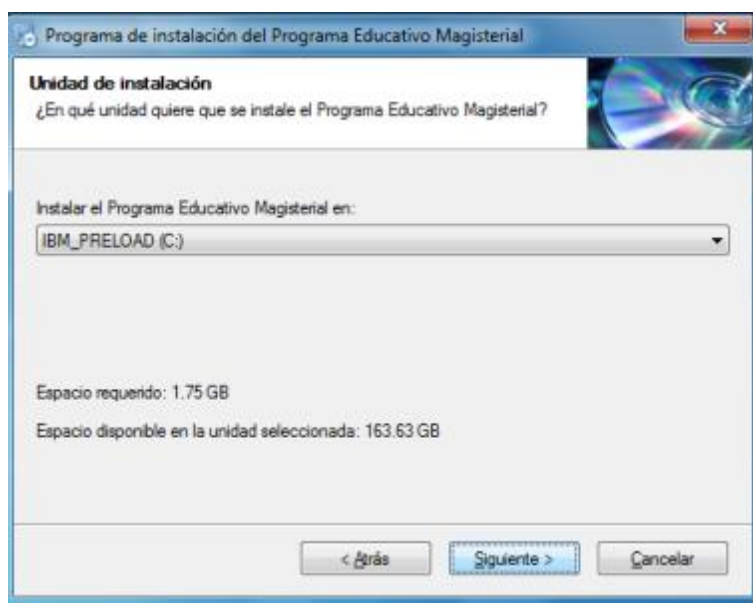 Programa de instalación del Programa Educativo Magisterial
Unidad de instalación
¿En qué unidad quiere que se instale el Programa Educativo Magisterial?
Instalar el Programa Educativo Magisterial en:
IBM_PRELOAD (C:)
Espacio requerido: 1.75 GB
Espacio disponible en la unidad seleccionada: 163.63 GB
< Atrás Siguiente > Cancelar